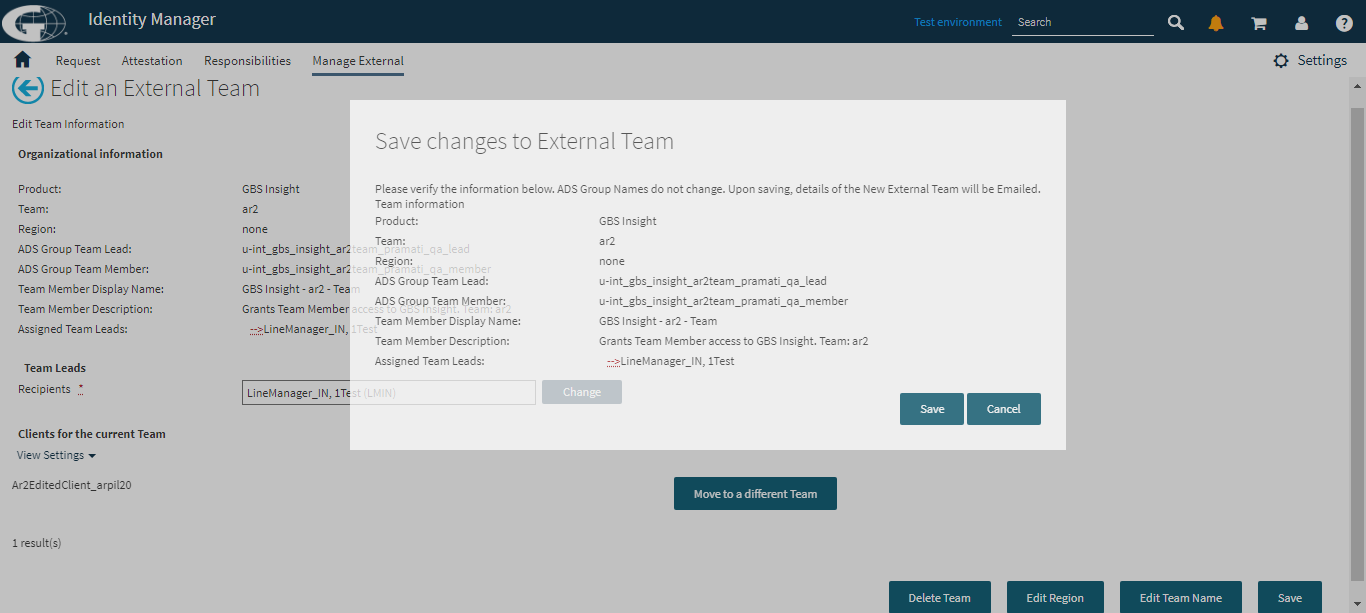 Identity Manager
Test environment
Search
Request Attestation Responsibilities Manage External
Settings
Edit an External Team
Edit Team Information
Organizational information
Product: GBS Insight
Team: ar2
Region: none
ADS Group Team Lead: u-int_gbs_insight_ar2team_pramati_qa_lead
ADS Group Team Member: u-int_gbs_insight_ar2team_pramati_qa_member
Team Member Display Name: GBS Insight - ar2 - Team
Team Member Description: Grants Team Member access to GBS Insight. Team: ar2
Assigned Team Leads: -->LineManager_IN, 1Test
Team Leads
Recipients * LineManager_IN, 1Test (LMIN) Change
Clients for the current Team
View Settings
Ar2EditedClient_arpil20
Move to a different Team
1 result(s)
Delete Team Edit Region Edit Team Name Save
Save changes to External Team
Please verify the information below. ADS Group Names do not change. Upon saving, details of the New External Team will be Emailed.
Team information
Product: GBS Insight
Team: ar2
Region: none
ADS Group Team Lead: u-int_gbs_insight_ar2team_pramati_qa_lead
ADS Group Team Member: u-int_gbs_insight_ar2team_pramati_qa_member
Team Member Display Name: GBS Insight - ar2 - Team
Team Member Description: Grants Team Member access to GBS Insight. Team: ar2
Assigned Team Leads: -->LineManager_IN, 1Test
Save Cancel